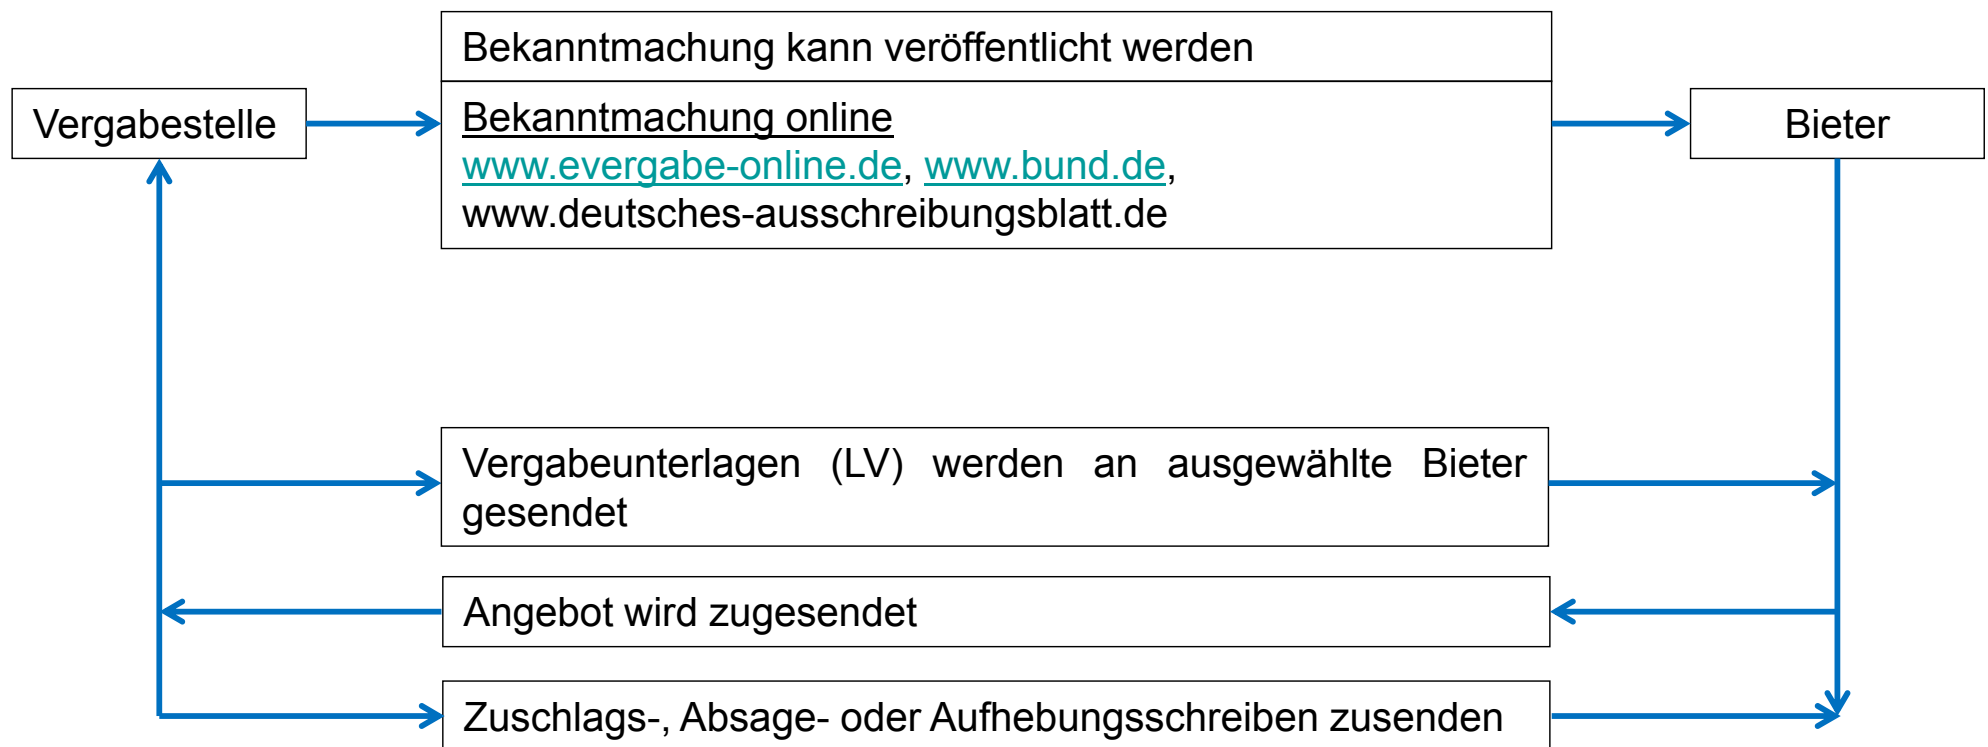 Bekanntmachung kann veröffentlicht werden
Vergabestelle
Bekanntmachung online
www.evergabe-online.de, www.bund.de,
www.deutsches-ausschreibungsblatt.de
Bieter
Vergabeunterlagen (LV) werden an ausgewählte Bieter
gesendet
Angebot wird zugesendet
Zuschlags-, Absage- oder Aufhebungsschreiben zusenden